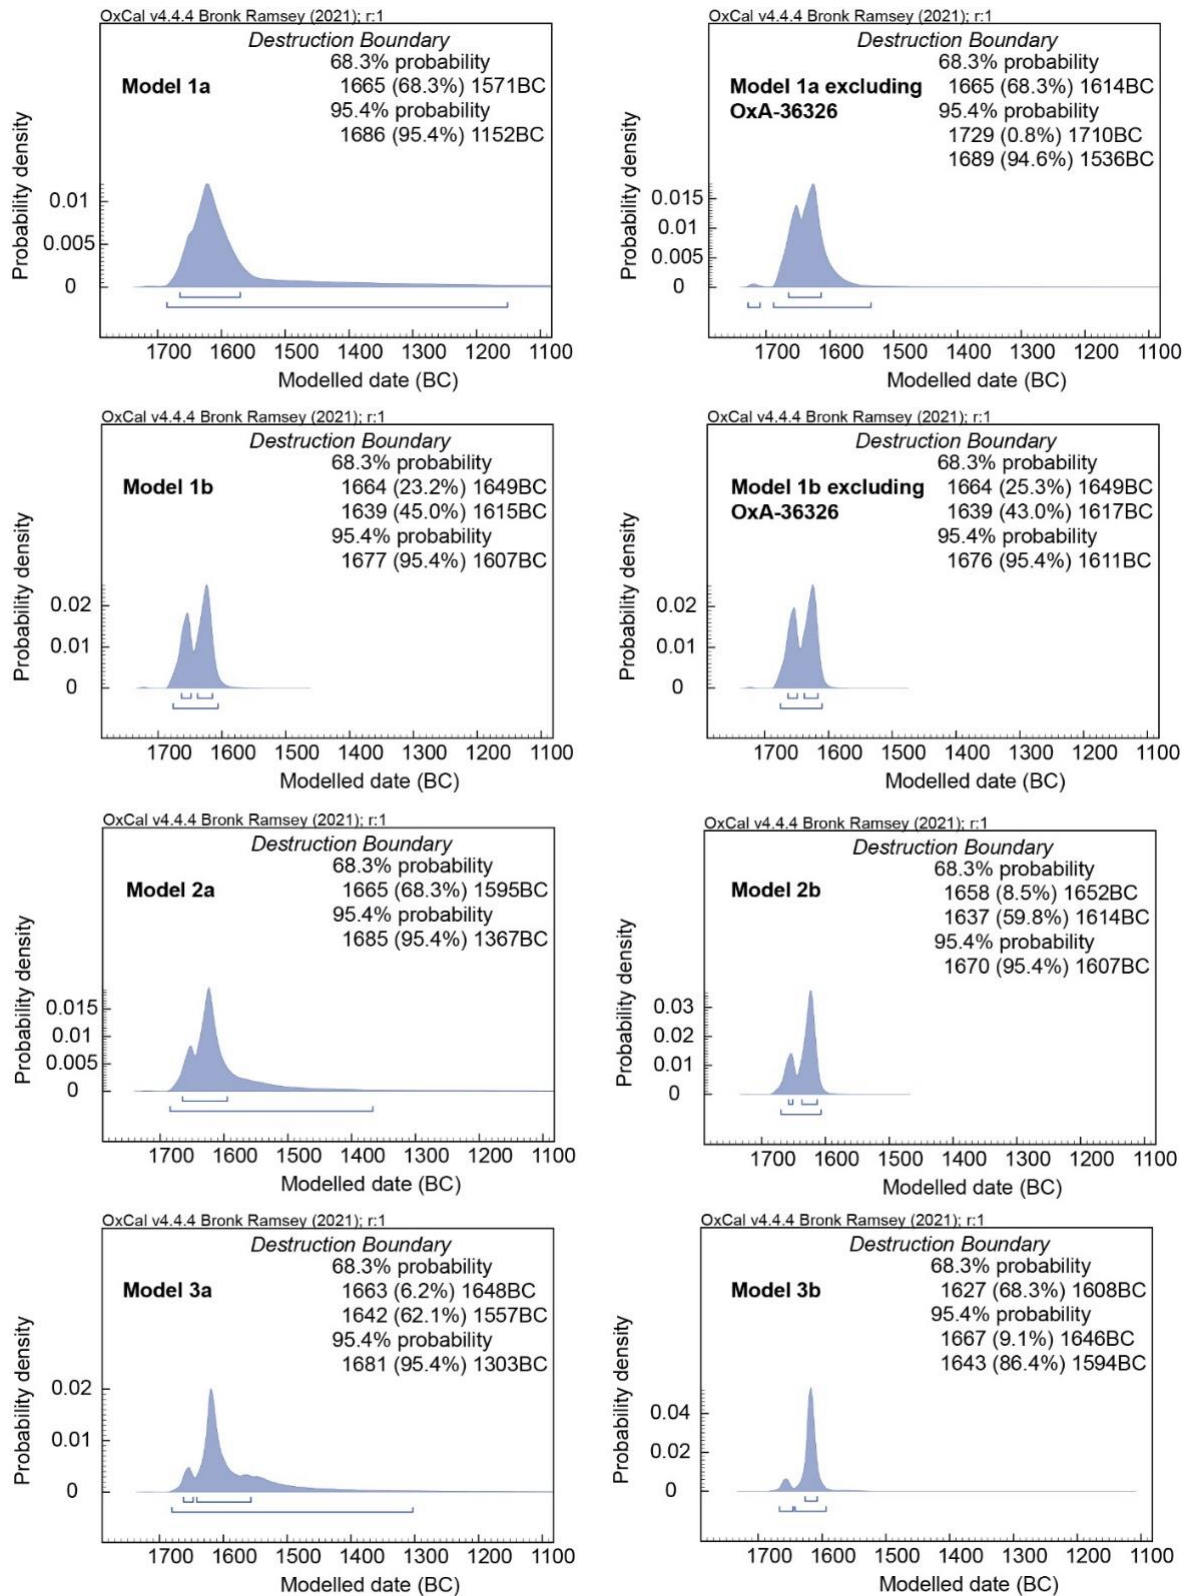 OxCal v4.4.4 Bronk Ramsey (2021); r:1
Destruction Boundary
68.3% probability
Model 1a
1665 (68.3%) 1571BC
95.4% probability
1686 (95.4%) 1152BC
Probability density
0.01
0.005
0
1700 1600 1500 1400 1300 1200 1100
Modelled date (BC)
OxCal v4.4.4 Bronk Ramsey (2021); r:1
Destruction Boundary
68.3% probability
Model 1a excluding
OxA-36326
1665 (68.3%) 1614BC
95.4% probability
1729 (0.8%) 1710BC
1689 (94.6%) 1536BC
Probability density
0.015
0.01
0.005
0
1700 1600 1500 1400 1300 1200 1100
Modelled date (BC)
OxCal v4.4.4 Bronk Ramsey (2021); r:1
Destruction Boundary
68.3% probability
Model 1b
1664 (23.2%) 1649BC
1639 (45.0%) 1615BC
95.4% probability
1677 (95.4%) 1607BC
Probability density
0.02
0.01
0
1700 1600 1500 1400 1300 1200 1100
Modelled date (BC)
OxCal v4.4.4 Bronk Ramsey (2021); r:1
Destruction Boundary
68.3% probability
Model 1b excluding
OxA-36326
1664 (25.3%) 1649BC
1639 (43.0%) 1617BC
95.4% probability
1676 (95.4%) 1611BC
Probability density
0.02
0.01
0
1700 1600 1500 1400 1300 1200 1100
Modelled date (BC)
OxCal v4.4.4 Bronk Ramsey (2021); r:1
Destruction Boundary
68.3% probability
Model 2a
1665 (68.3%) 1595BC
95.4% probability
1685 (95.4%) 1367BC
Probability density
0.015
0.01
0.005
0
1700 1600 1500 1400 1300 1200 1100
Modelled date (BC)
OxCal v4.4.4 Bronk Ramsey (2021); r:1
Destruction Boundary
68.3% probability
Model 2b
1658 (8.5%) 1652BC
1637 (59.8%) 1614BC
95.4% probability
1670 (95.4%) 1607BC
Probability density
0.03
0.02
0.01
0
1700 1600 1500 1400 1300 1200 1100
Modelled date (BC)
OxCal v4.4.4 Bronk Ramsey (2021); r:1
Destruction Boundary
68.3% probability
Model 3a
1663 (6.2%) 1648BC
1642 (62.1%) 1557BC
95.4% probability
1681 (95.4%) 1303BC
Probability density
0.02
0.01
0
1700 1600 1500 1400 1300 1200 1100
Modelled date (BC)
OxCal v4.4.4 Bronk Ramsey (2021); r:1
Destruction Boundary
68.3% probability
Model 3b
1627 (68.3%) 1608BC
95.4% probability
1667 (9.1%) 1646BC
1643 (86.4%) 1594BC
Probability density
0.04
0.02
0
1700 1600 1500 1400 1300 1200 1100
Modelled date (BC)